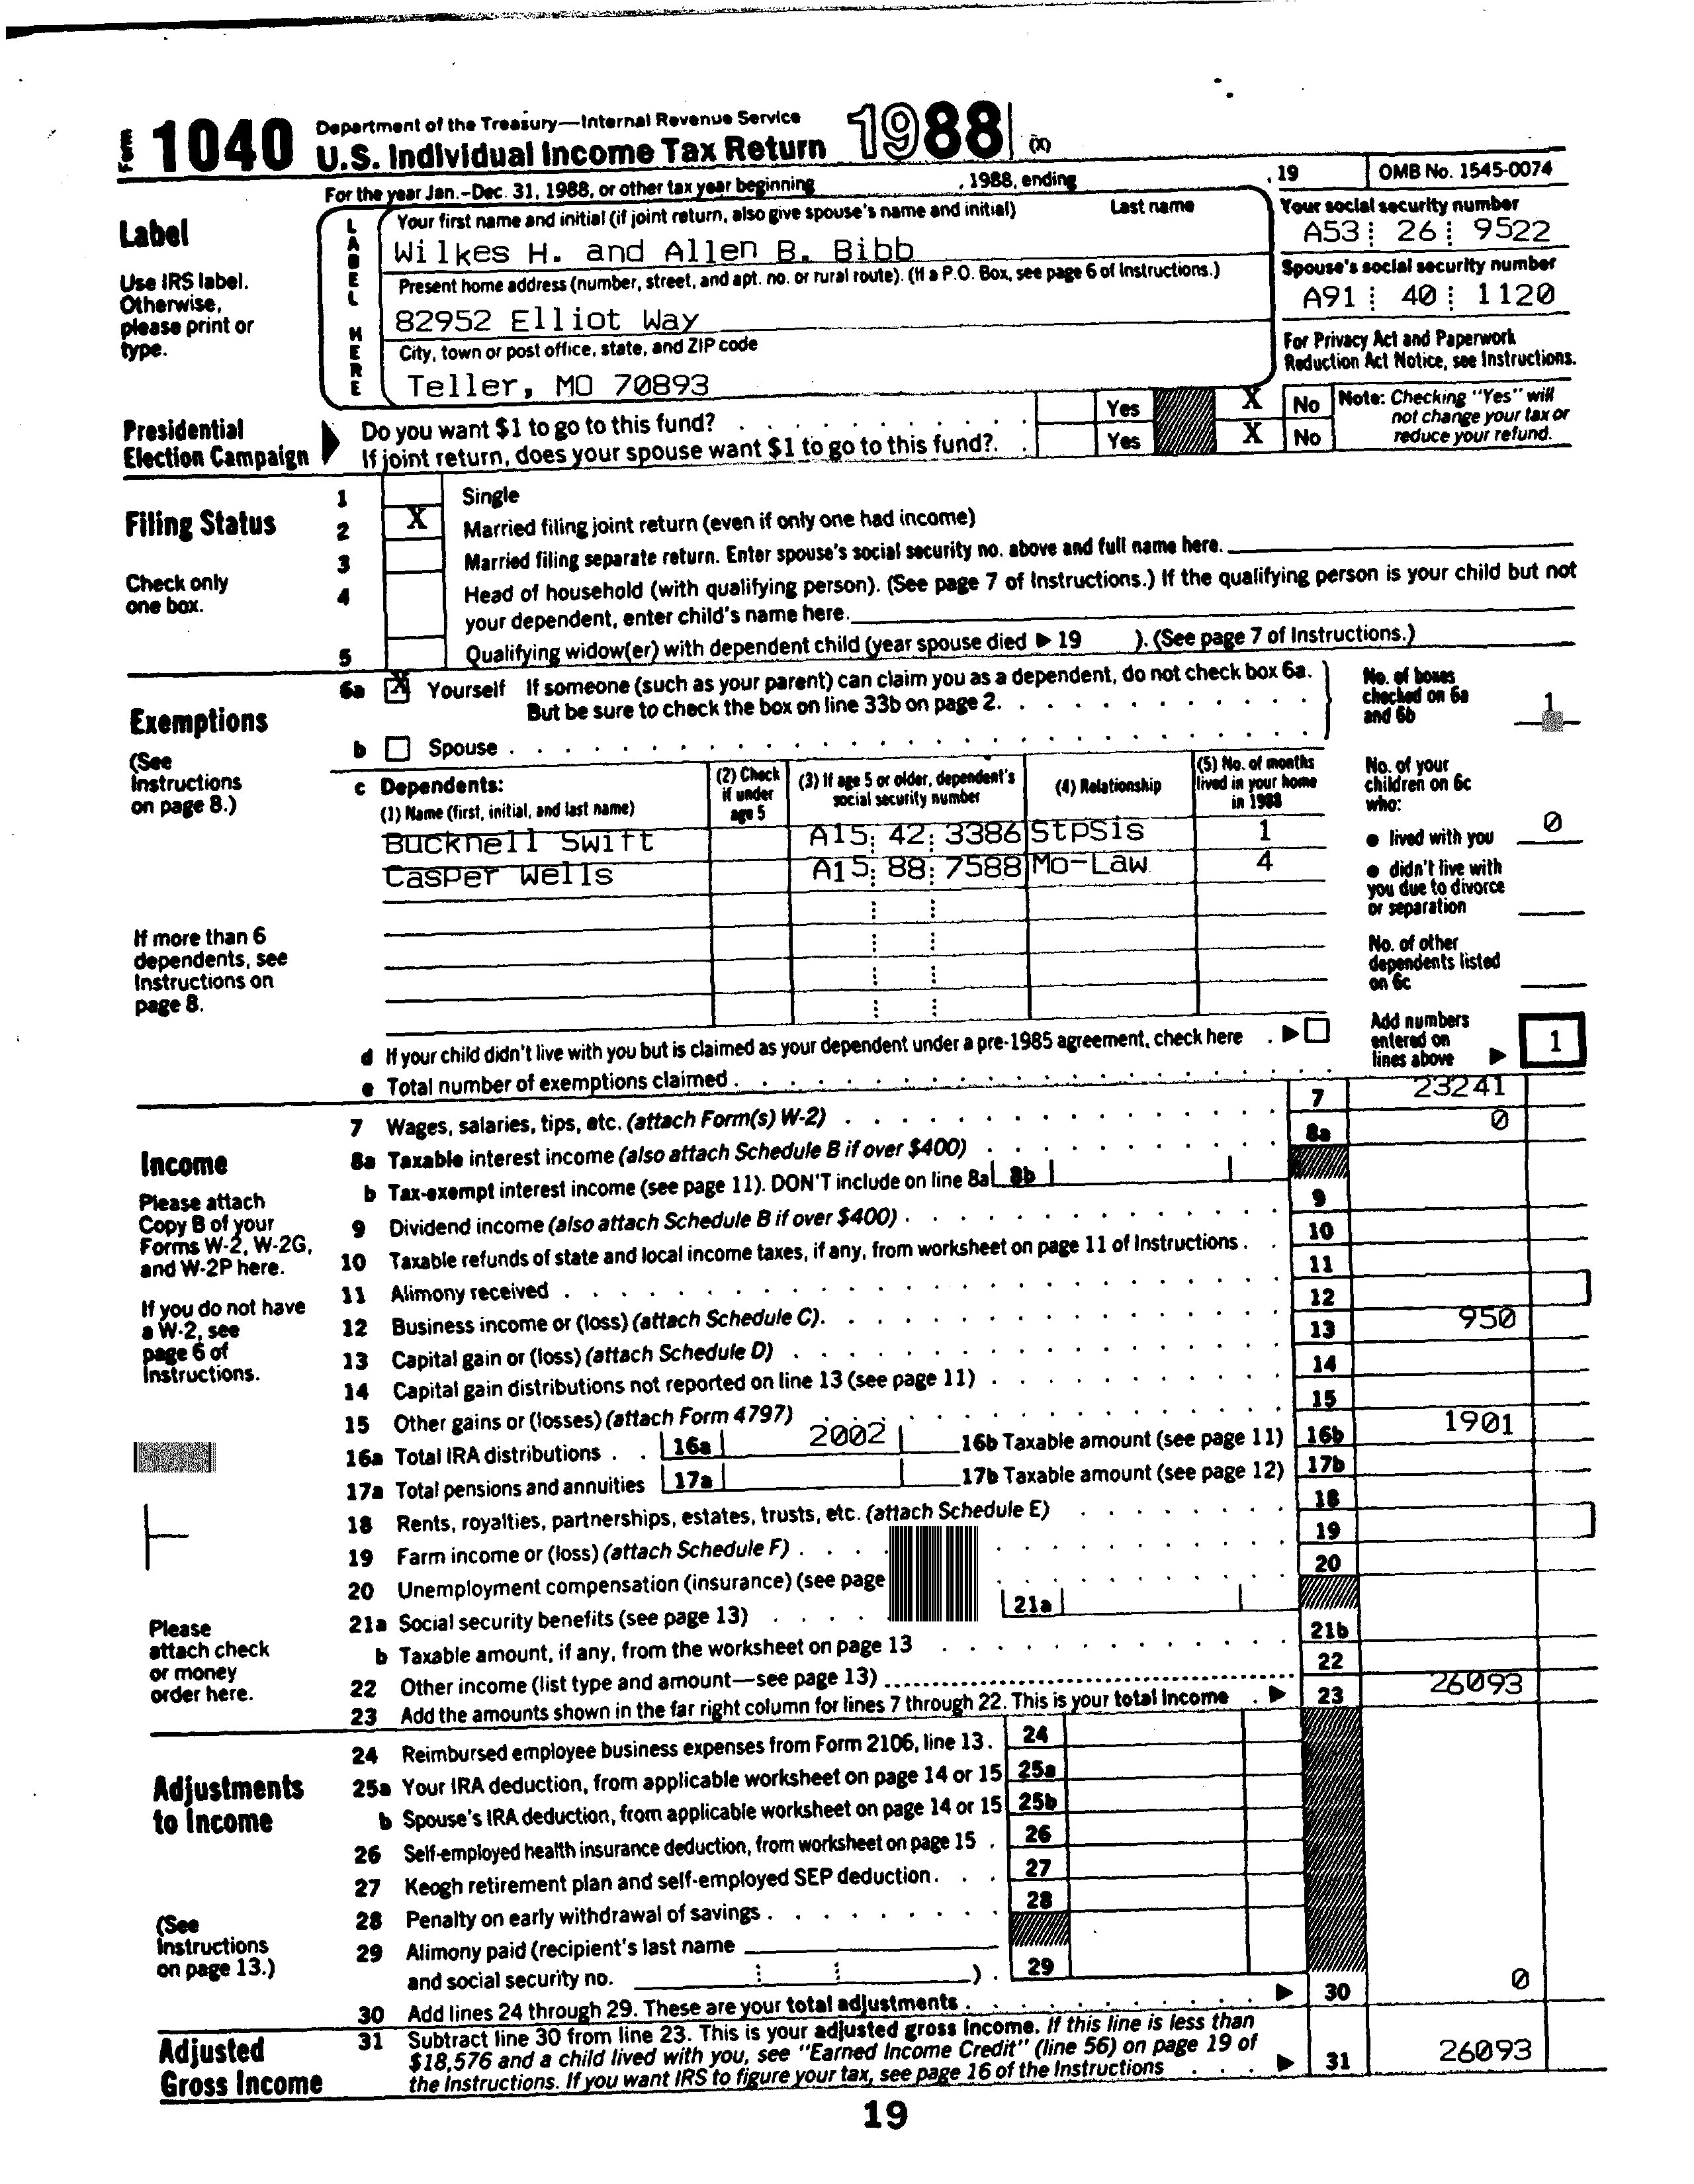 Form 1040 Department of the Treasury—Internal Revenue Service
U.S. Individual Income Tax Return 1988 (X)
For the year Jan.-Dec. 31, 1988, or other tax year beginning , 1988, ending , 19 OMB No. 1545-0074
Label
Use IRS label.
Otherwise,
please print or
type.
LABEL HERE
Your first name and initial (if joint return, also give spouse's name and initial) Last name
Wilkes H. and Allen B. Bibb
Present home address (number, street, and apt. no. or rural route). (If a P.O. Box, see page 6 of Instructions.)
82952 Elliot Way
City, town or post office, state, and ZIP code
Teller, MO 70893
Your social security number
A53 26 9522
Spouse's social security number
A91 40 1120
For Privacy Act and Paperwork
Reduction Act Notice, see Instructions.
Presidential
Election Campaign
Do you want $1 to go to this fund? Yes X No
If joint return, does your spouse want $1 to go to this fund?. Yes X No
Note: Checking "Yes" will
not change your tax or
reduce your refund.
Filing Status
Check only
one box.
1 Single
2 X Married filing joint return (even if only one had income)
3 Married filing separate return. Enter spouse's social security no. above and full name here.
4 Head of household (with qualifying person). (See page 7 of Instructions.) If the qualifying person is your child but not
your dependent, enter child's name here.
5 Qualifying widow(er) with dependent child (year spouse died ▶ 19 ). (See page 7 of Instructions.)
Exemptions
(See
Instructions
on page 8.)
If more than 6
dependents, see
Instructions on
page 8.
6a X Yourself If someone (such as your parent) can claim you as a dependent, do not check box 6a.
But be sure to check the box on line 33b on page 2.
b Spouse
No. of boxes
checked on 6a
and 6b 1
c Dependents:
(1) Name (first, initial, and last name)
(2) Check
if under
age 5
(3) If age 5 or older, dependent's
social security number
(4) Relationship
(5) No. of months
lived in your home
in 1988
Bucknell Swift A15 42 3386 StpSis 1
Casper Wells A15 88 7588 Mo-Law 4
No. of your
children on 6c
who:
● lived with you 0
● didn't live with
you due to divorce
or separation
No. of other
dependents listed
on 6c
d If your child didn't live with you but is claimed as your dependent under a pre-1985 agreement, check here ▶
e Total number of exemptions claimed
Add numbers
entered on
lines above ▶ 1
Income
Please attach
Copy B of your
Forms W-2, W-2G,
and W-2P here.
If you do not have
a W-2, see
page 6 of
Instructions.
Please
attach check
or money
order here.
7 Wages, salaries, tips, etc. (attach Form(s) W-2) 7 23241
8a Taxable interest income (also attach Schedule B if over $400) 8a 0
b Tax-exempt interest income (see page 11). DON'T include on line 8a 8b
9 Dividend income (also attach Schedule B if over $400) 9
10 Taxable refunds of state and local income taxes, if any, from worksheet on page 11 of Instructions 10
11 Alimony received 11
12 Business income or (loss) (attach Schedule C) 12
13 Capital gain or (loss) (attach Schedule D) 13 950
14 Capital gain distributions not reported on line 13 (see page 11) 14
15 Other gains or (losses) (attach Form 4797) 15
16a Total IRA distributions 16a 2002 16b Taxable amount (see page 11) 16b 1901
17a Total pensions and annuities 17a 17b Taxable amount (see page 12) 17b
18 Rents, royalties, partnerships, estates, trusts, etc. (attach Schedule E) 18
19 Farm income or (loss) (attach Schedule F) 19
20 Unemployment compensation (insurance) (see page 20
21a Social security benefits (see page 13) 21a
b Taxable amount, if any, from the worksheet on page 13 21b
22 Other income (list type and amount—see page 13) 22
23 Add the amounts shown in the far right column for lines 7 through 22. This is your total income ▶ 23 26093
Adjustments
to Income
(See
Instructions
on page 13.)
24 Reimbursed employee business expenses from Form 2106, line 13. 24
25a Your IRA deduction, from applicable worksheet on page 14 or 15 25a
b Spouse's IRA deduction, from applicable worksheet on page 14 or 15 25b
26 Self-employed health insurance deduction, from worksheet on page 15 26
27 Keogh retirement plan and self-employed SEP deduction 27
28 Penalty on early withdrawal of savings 28
29 Alimony paid (recipient's last name
and social security no. ) 29
30 Add lines 24 through 29. These are your total adjustments ▶ 30 0
Adjusted
Gross Income
31 Subtract line 30 from line 23. This is your adjusted gross income. If this line is less than
$18,576 and a child lived with you, see "Earned Income Credit" (line 56) on page 19 of
the Instructions. If you want IRS to figure your tax, see page 16 of the Instructions ▶ 31 26093
19